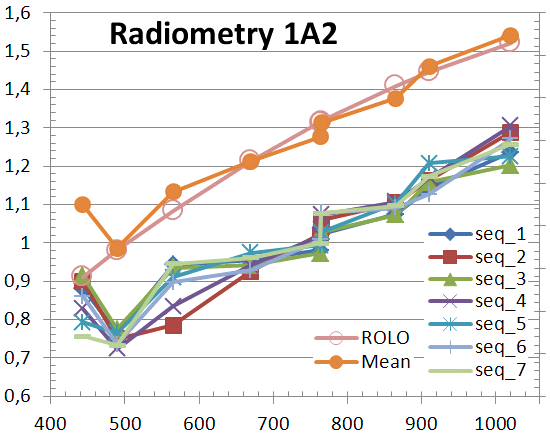 Radiometry 1A2
1,6
1,5
1,4
1,3
1,2
1,1
1
0,9
0,8
0,7
0,6
400 500 600 700 800 900 1000
seq_1
seq_2
seq_3
seq_4
seq_5
seq_6
seq_7
ROLO
Mean